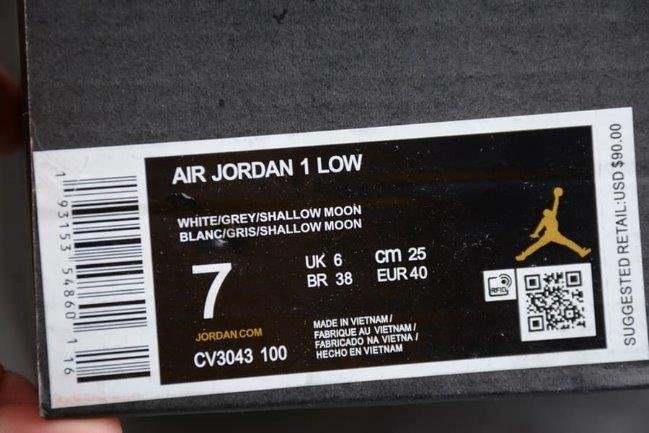 AIR JORDAN 1 LOW
WHITE/GREY/SHALLOW MOON
BLANC/GRIS/SHALLOW MOON
7
UK 6
cm 25
BR 38
EUR 40
JORDAN.COM
CV3043 100
MADE IN VIETNAM/
FABRIQUE AU VIETNAM/
FABRICADO NA VIETNA/
HECHO EN VIETNAM
RFID
SUGGESTED RETAIL:USD $90.00
1 93153 54860 1 6